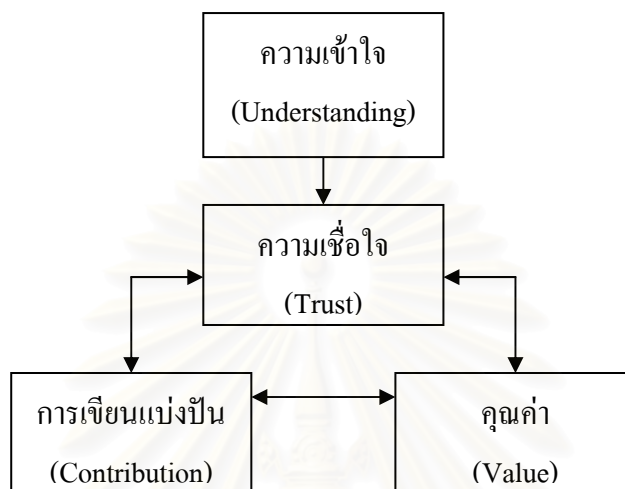 ความเข้าใจ
(Understanding)
ความเชื่อใจ
(Trust)
การเขียนแบ่งปัน
(Contribution)
คุณค่า
(Value)